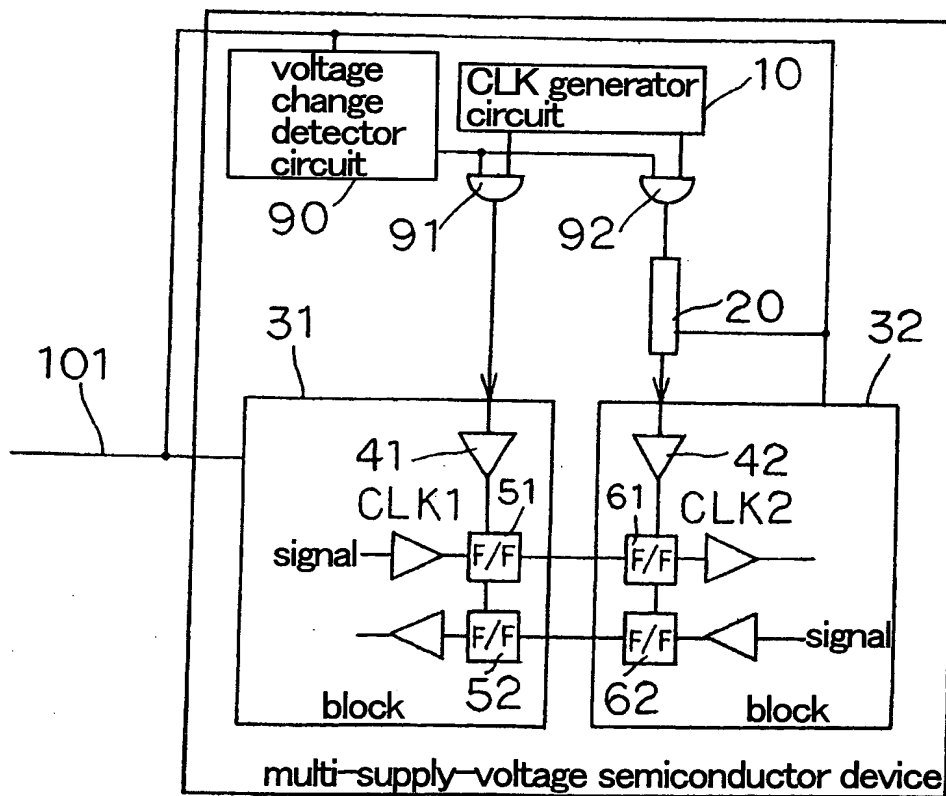 voltage
change
detector
circuit
CLK generator
circuit
10
90
91
92
20
31
32
101
41
42
CLK1
51
61
CLK2
signal
F/F
F/F
F/F
F/F
signal
52
62
block
block
multi-supply-voltage semiconductor device